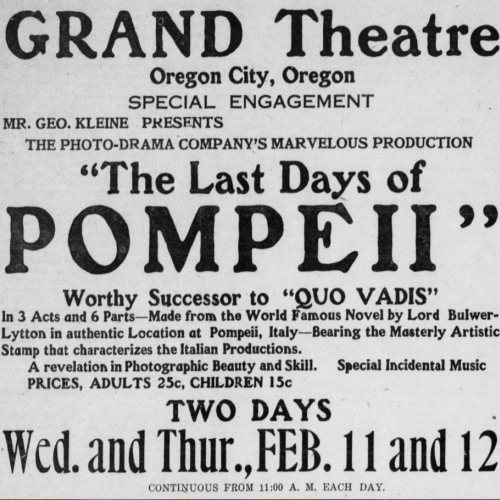 GRAND Theatre
Oregon City, Oregon
SPECIAL ENGAGEMENT
MR. GEO. KLEINE PRESENTS
THE PHOTO-DRAMA COMPANY'S MARVELOUS PRODUCTION
"The Last Days of
POMPEII"
Worthy Successor to "QUO VADIS"
In 3 Acts and 6 Parts—Made from the World Famous Novel by Lord Bulwer-
Lytton in authentic Location at Pompeii, Italy—Bearing the Masterly Artistic
Stamp that characterizes the Italian Productions.
A revelation in Photographic Beauty and Skill. Special Incidental Music
PRICES, ADULTS 25c, CHILDREN 15c
TWO DAYS
Wed. and Thur., FEB. 11 and 12
CONTINUOUS FROM 11:00 A. M. EACH DAY.